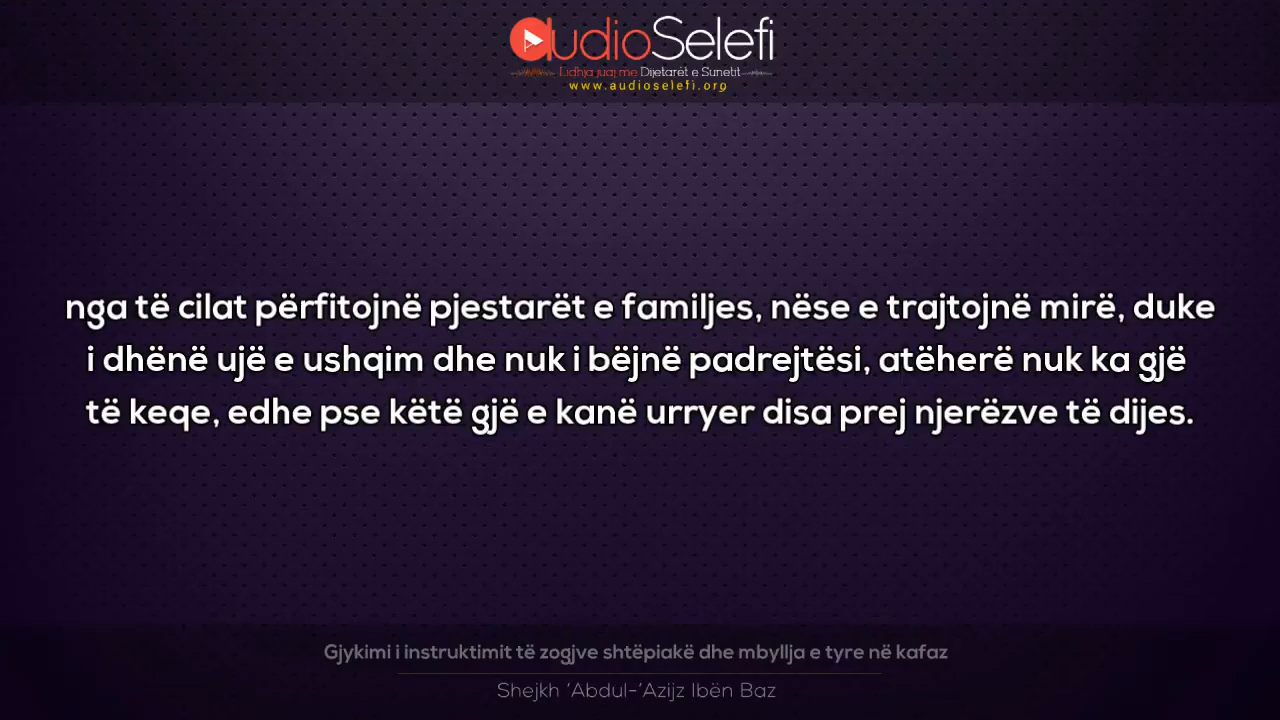 audioSelefi
Lidhja juaj me Dijetarët e Sunetit
www.audioselefi.org
nga të cilat përfitojnë pjestarët e familjes, nëse e trajtojnë mirë, duke
i dhënë ujë e ushqim dhe nuk i bëjnë padrejtësi, atëherë nuk ka gjë
të keqe, edhe pse këtë gjë e kanë urryer disa prej njerëzve të dijes.
Gjykimi i instruktimit të zogjve shtëpiakë dhe mbyllja e tyre në kafaz
Shejkh ‘Abdul-‘Azijz Ibën Baz